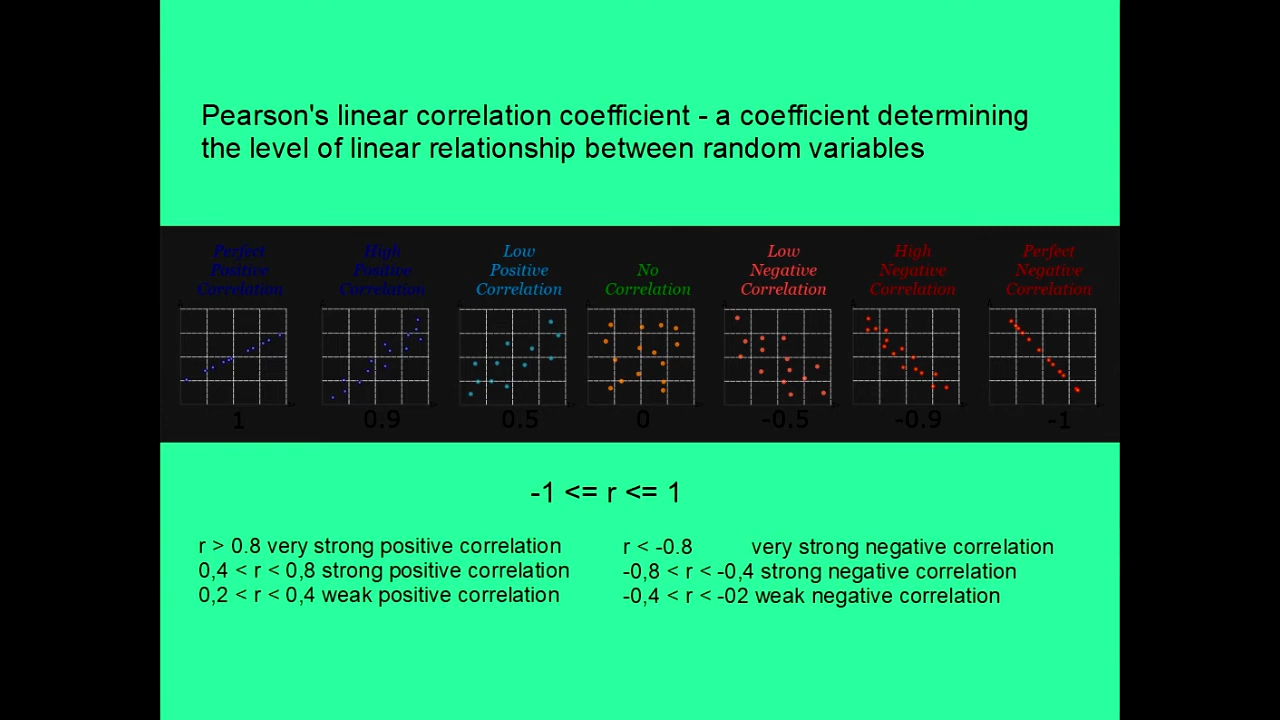 Pearson's linear correlation coefficient - a coefficient determining
the level of linear relationship between random variables
Perfect Positive Correlation
High Positive Correlation
Low Positive Correlation
No Correlation
Low Negative Correlation
High Negative Correlation
Perfect Negative Correlation
1 0.9 0.5 0 -0.5 -0.9 -1
-1 <= r <= 1
r > 0.8 very strong positive correlation
0,4 < r < 0,8 strong positive correlation
0,2 < r < 0,4 weak positive correlation
r < -0.8 very strong negative correlation
-0,8 < r < -0,4 strong negative correlation
-0,4 < r < -02 weak negative correlation